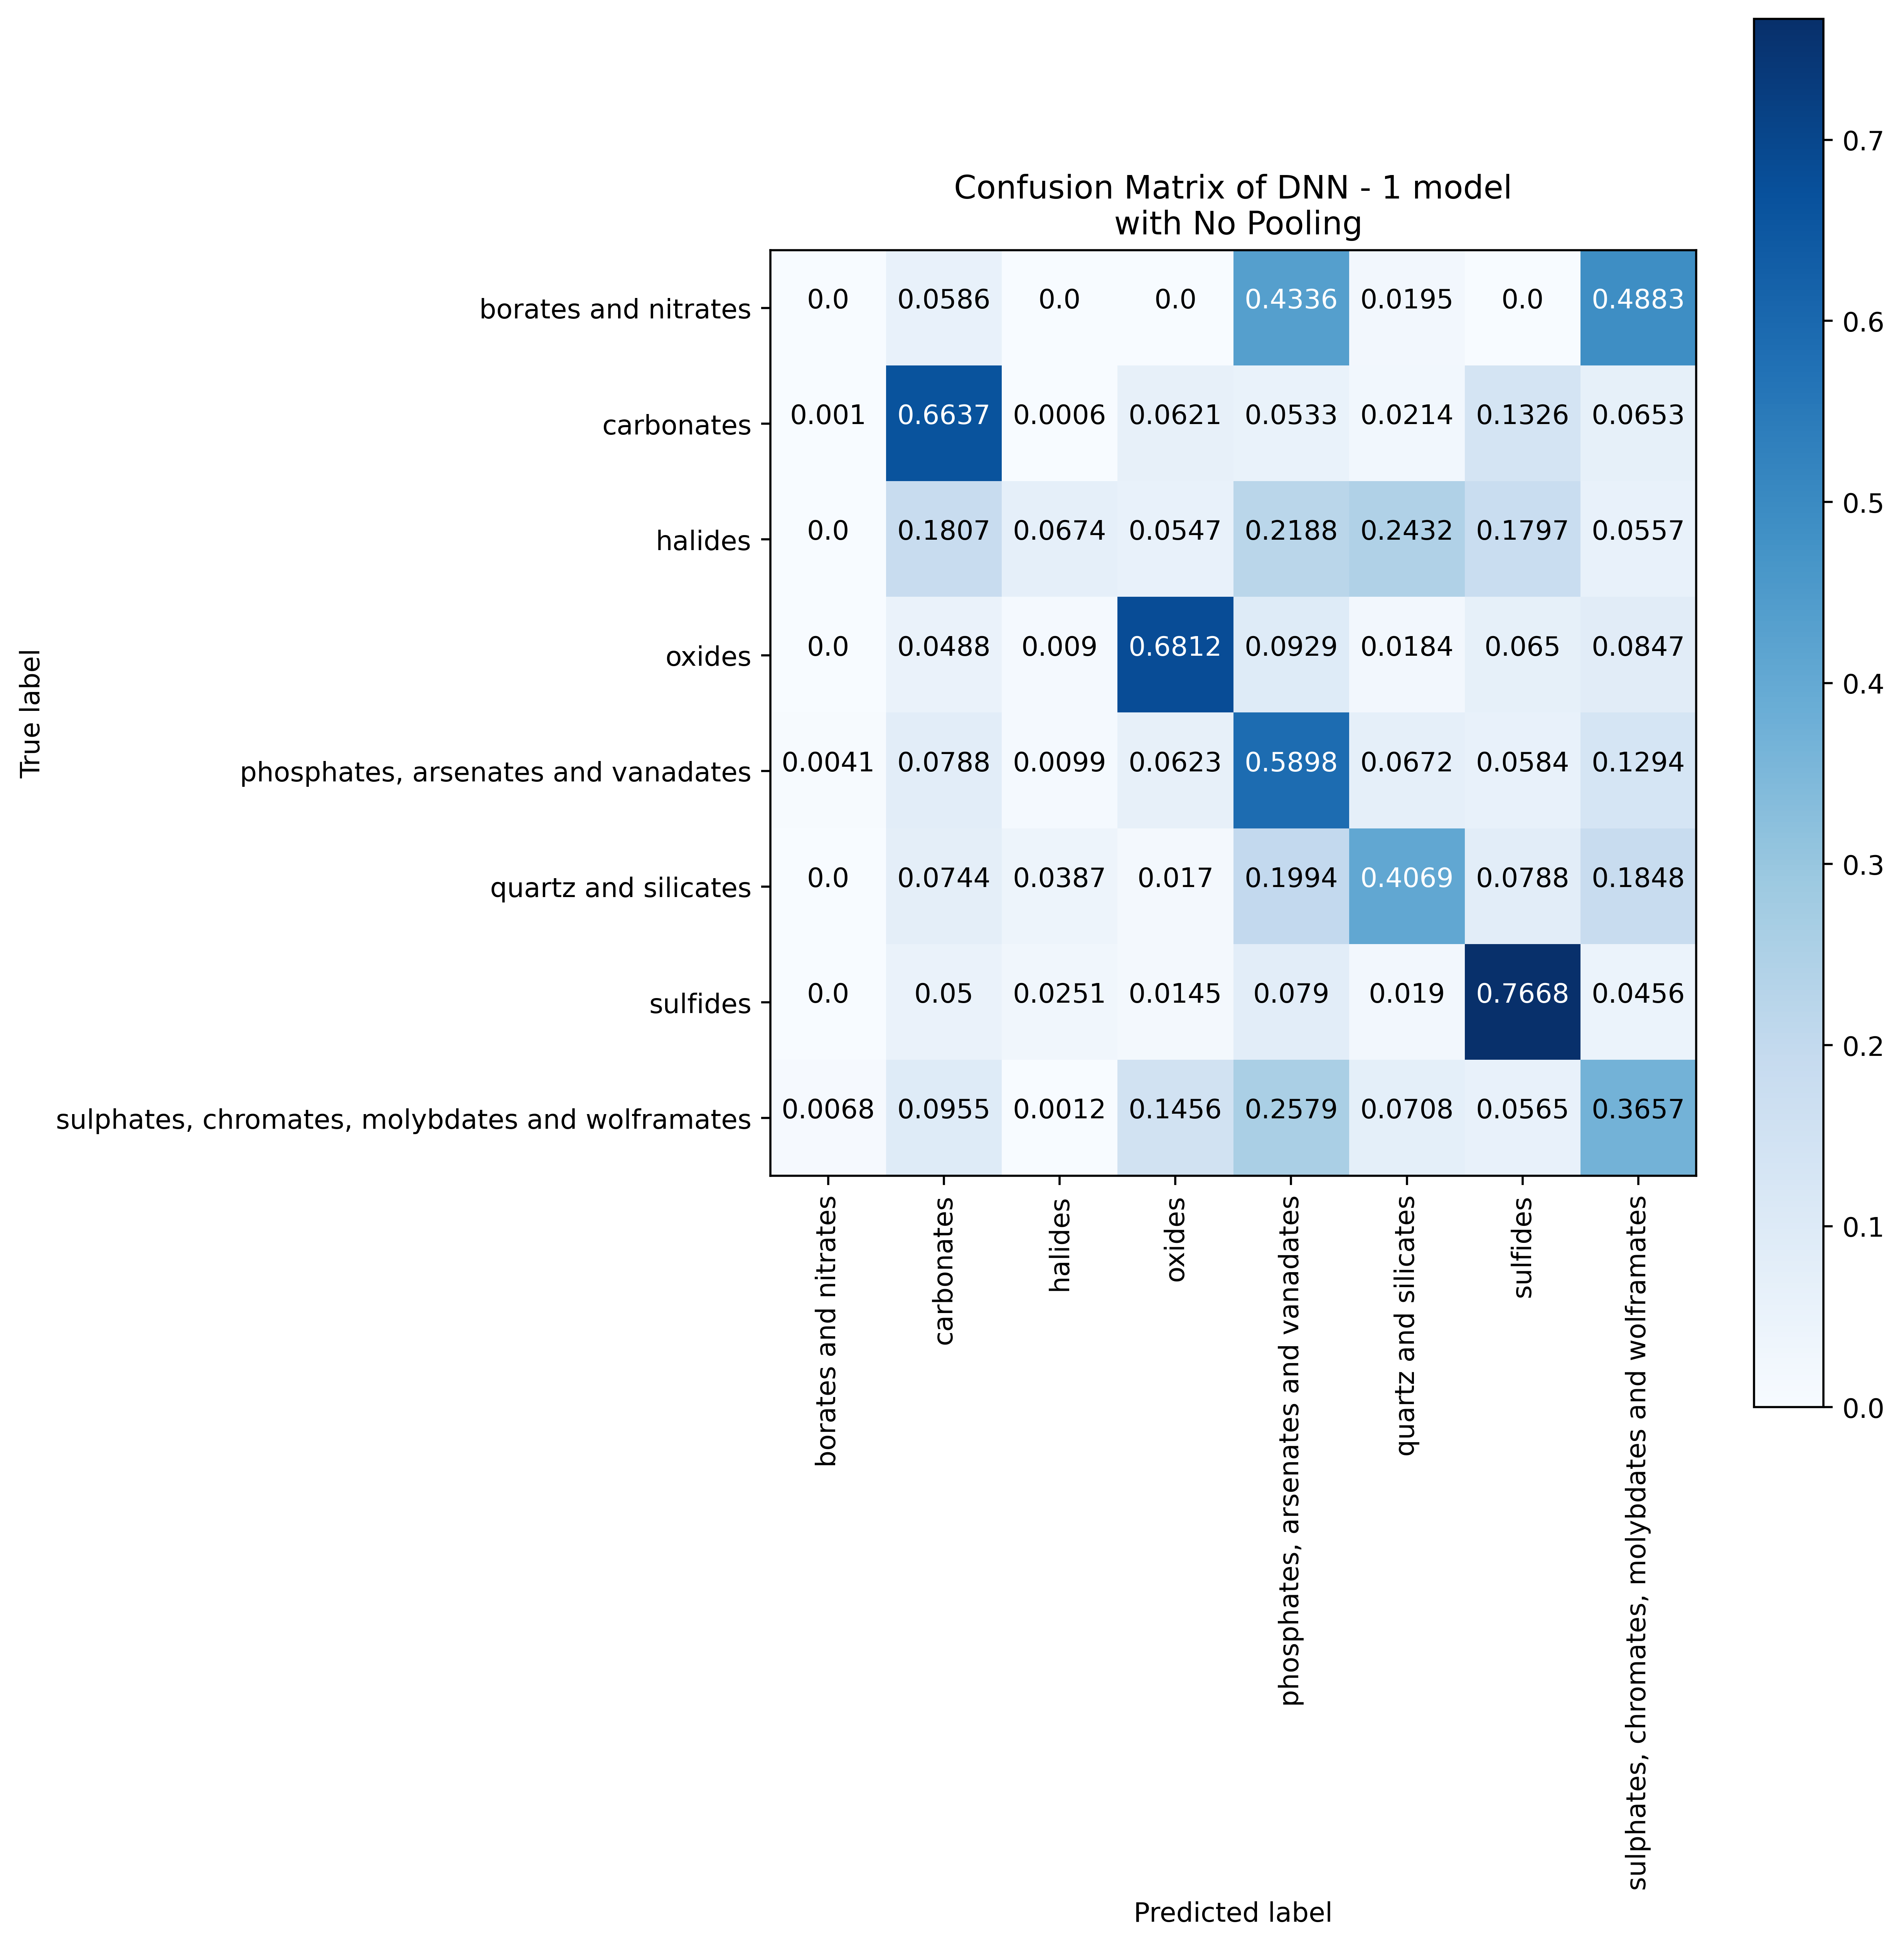 Confusion Matrix of DNN - 1 model
with No Pooling
True label
borates and nitrates 0.0 0.0586 0.0 0.0 0.4336 0.0195 0.0 0.4883
carbonates 0.001 0.6637 0.0006 0.0621 0.0533 0.0214 0.1326 0.0653
halides 0.0 0.1807 0.0674 0.0547 0.2188 0.2432 0.1797 0.0557
oxides 0.0 0.0488 0.009 0.6812 0.0929 0.0184 0.065 0.0847
phosphates, arsenates and vanadates 0.0041 0.0788 0.0099 0.0623 0.5898 0.0672 0.0584 0.1294
quartz and silicates 0.0 0.0744 0.0387 0.017 0.1994 0.4069 0.0788 0.1848
sulfides 0.0 0.05 0.0251 0.0145 0.079 0.019 0.7668 0.0456
sulphates, chromates, molybdates and wolframates 0.0068 0.0955 0.0012 0.1456 0.2579 0.0708 0.0565 0.3657
borates and nitrates
carbonates
halides
oxides
phosphates, arsenates and vanadates
quartz and silicates
sulfides
sulphates, chromates, molybdates and wolframates
Predicted label
0.7
0.6
0.5
0.4
0.3
0.2
0.1
0.0